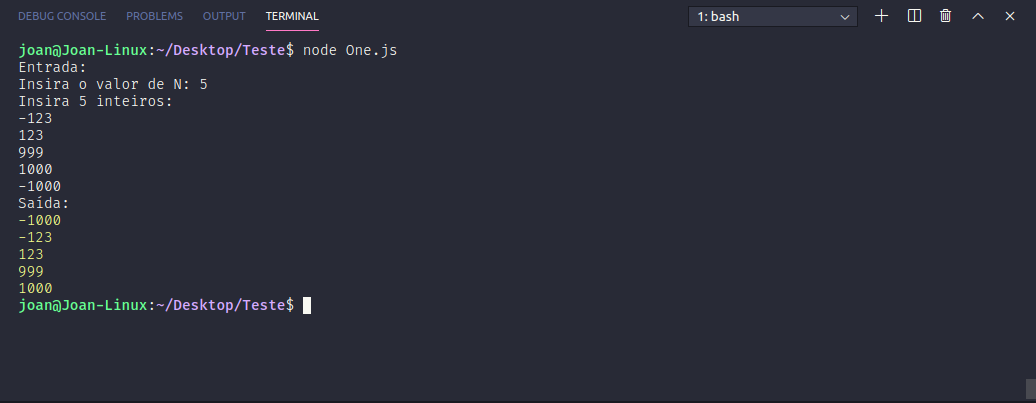 DEBUG CONSOLE PROBLEMS OUTPUT TERMINAL 1: bash
joan@Joan-Linux:~/Desktop/Teste$ node One.js
Entrada:
Insira o valor de N: 5
Insira 5 inteiros:
-123
123
999
1000
-1000
Saída:
-1000
-123
123
999
1000
joan@Joan-Linux:~/Desktop/Teste$